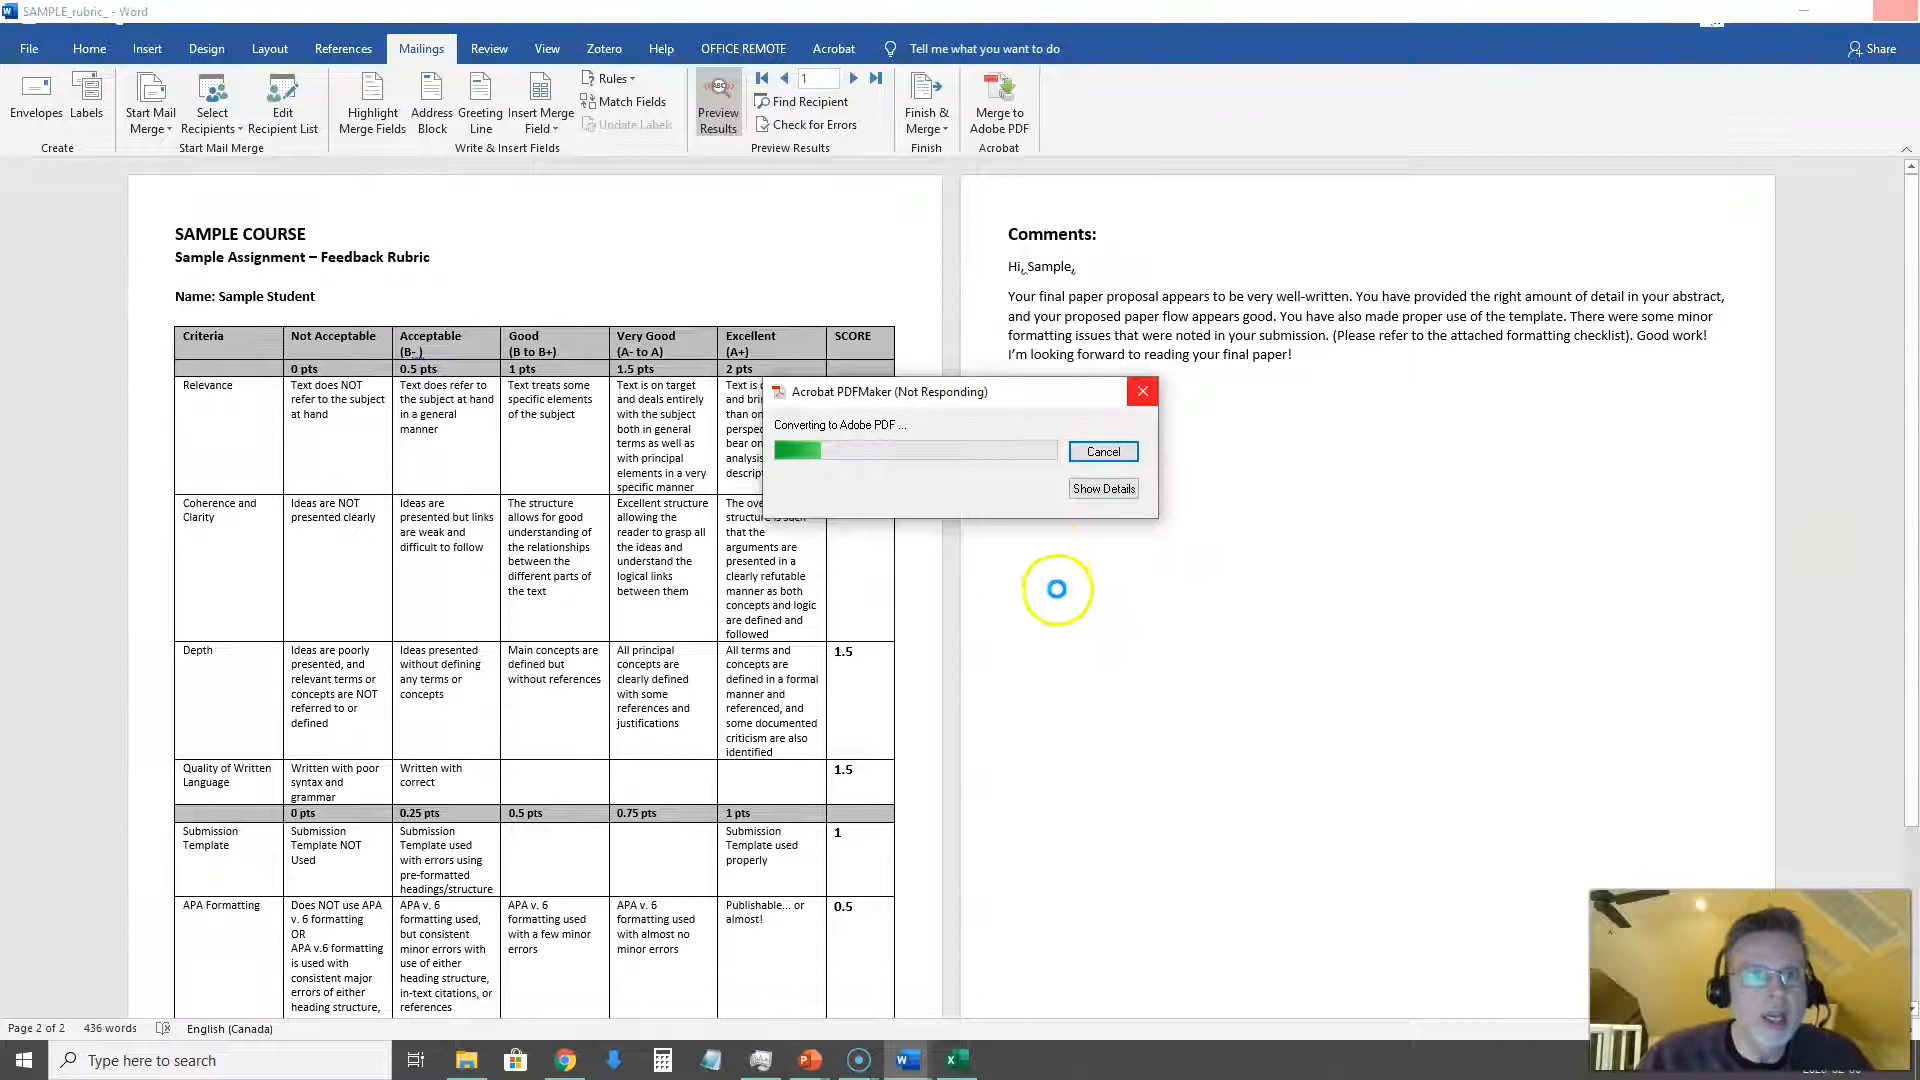 SAMPLE_rubric_ - Word
File Home Insert Design Layout References Mailings Review View Zotero Help OFFICE REMOTE Acrobat Tell me what you want to do Share
Envelopes
Labels
Create
Start Mail
Merge
Select
Recipients
Edit
Recipient List
Start Mail Merge
Highlight
Merge Fields
Address
Block
Greeting
Line
Insert Merge
Field
Rules
Match Fields
Update Labels
Write & Insert Fields
ABC
Preview
Results
1
Find Recipient
Check for Errors
Preview Results
Finish &
Merge
Finish
Merge to
Adobe PDF
Acrobat
SAMPLE COURSE
Sample Assignment – Feedback Rubric
Name: Sample Student
Criteria
Not Acceptable
Acceptable
(B- )
Good
(B to B+)
Very Good
(A- to A)
Excellent
(A+)
SCORE
0 pts
0.5 pts
1 pts
1.5 pts
2 pts
Relevance
Text does NOT
refer to the subject
at hand
Text does refer to
the subject at hand
in a general
manner
Text treats some
specific elements
of the subject
Text is on target
and deals entirely
with the subject
both in general
terms as well as
with principal
elements in a very
specific manner
Text is
and
than
bear
Coherence and
Clarity
Ideas are NOT
presented clearly
Ideas are
presented but links
are weak and
difficult to follow
The structure
allows for good
understanding of
the relationships
between the
different parts of
the text
Excellent structure
allowing the
reader to grasp all
the ideas and
understand the
logical links
between them
The
structure is such
that the
arguments are
presented in a
clearly refutable
manner as both
concepts and logic
are defined and
followed
Depth
Ideas are poorly
presented, and
relevant terms or
concepts are NOT
referred to or
defined
Ideas presented
without defining
any terms or
concepts
Main concepts are
defined but
without references
All principal
concepts are
clearly defined
with some
references and
justifications
All terms and
concepts are
defined in a formal
manner and
referenced, and
some documented
criticism are also
identified
1.5
Quality of Written
Language
Written with poor
syntax and
grammar
Written with
correct
1.5
0 pts
0.25 pts
0.5 pts
0.75 pts
1 pts
Submission
Template
Submission
Template NOT
Used
Submission
Template used
with errors using
pre-formatted
headings/structure
Submission
Template used
properly
1
APA Formatting
Does NOT use APA
v. 6 formatting
OR
APA v.6 formatting
is used with
consistent major
errors of either
heading structure,
APA v. 6
formatting used,
but consistent
minor errors with
use of either
heading structure,
in-text citations, or
references
APA v. 6
formatting used
with a few minor
errors
APA v. 6
formatting used
with almost no
minor errors
Publishable... or
almost!
0.5
Comments:
Hi, Sample,
Your final paper proposal appears to be very well-written. You have provided the right amount of detail in your abstract,
and your proposed paper flow appears good. You have also made proper use of the template. There were some minor
formatting issues that were noted in your submission. (Please refer to the attached formatting checklist). Good work!
I'm looking forward to reading your final paper!
Acrobat PDFMaker (Not Responding)
Converting to Adobe PDF ...
Cancel
Show Details
Page 2 of 2 436 words English (Canada)
Type here to search